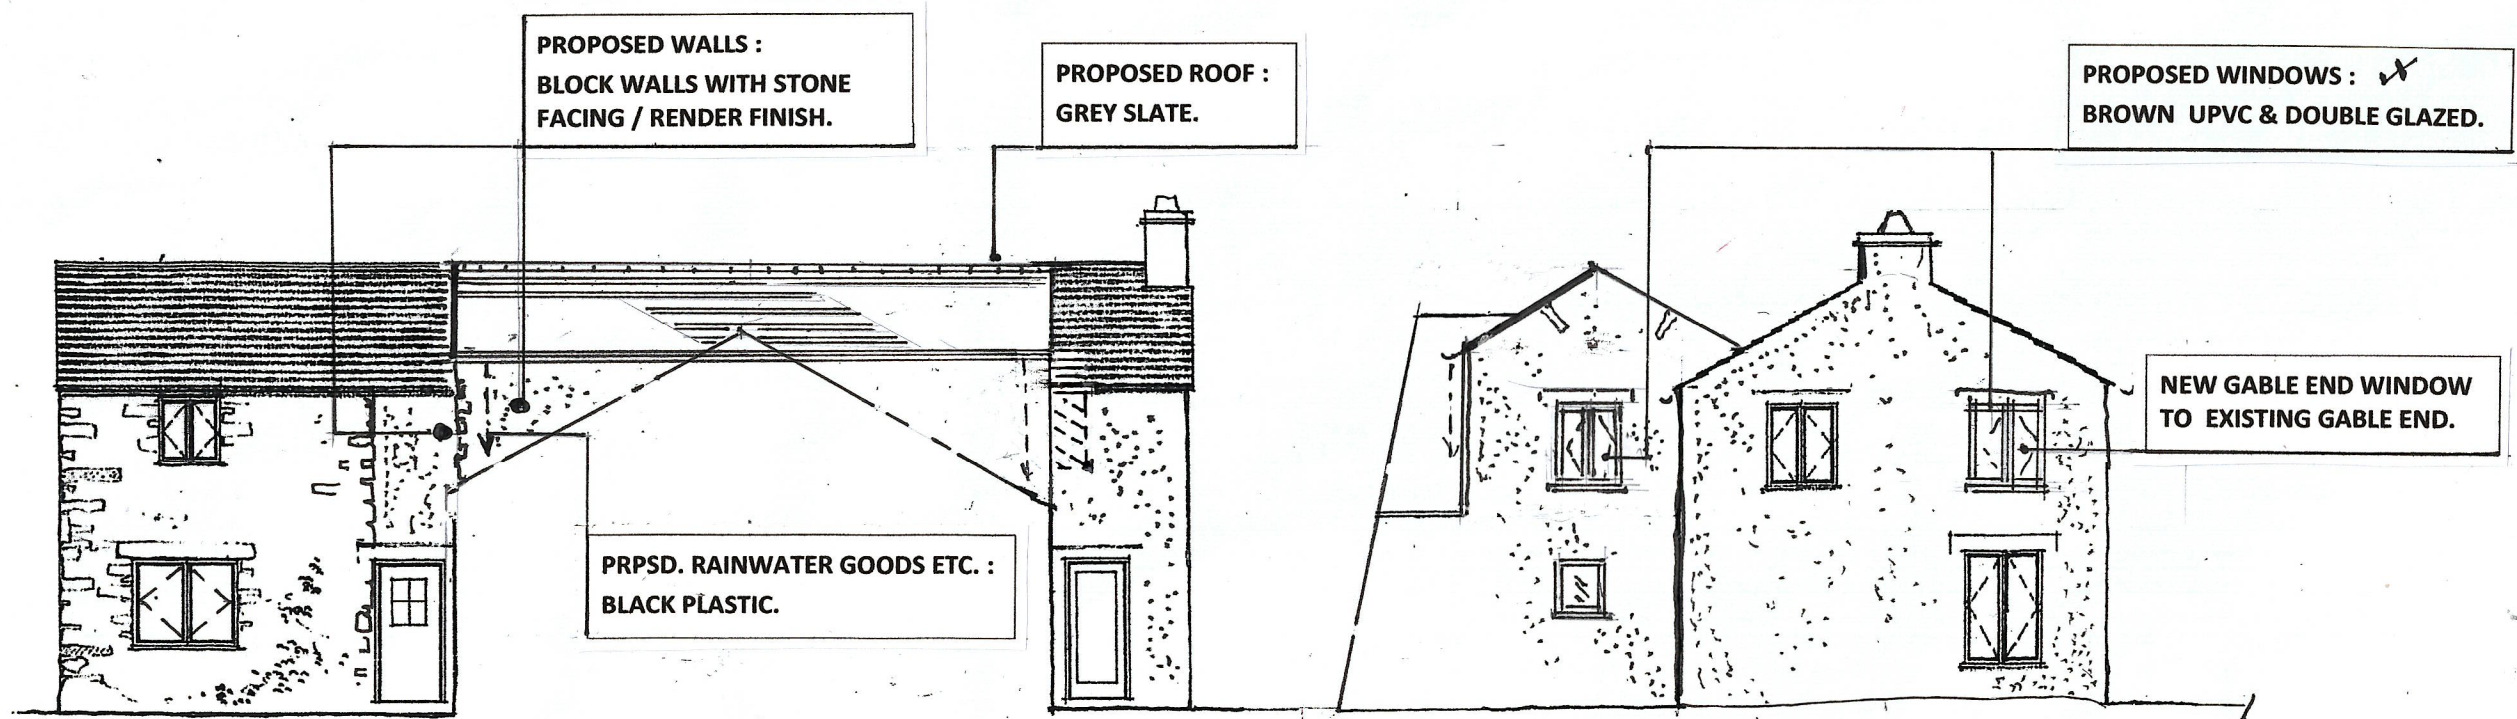 PROPOSED WALLS :
BLOCK WALLS WITH STONE
FACING / RENDER FINISH.
PROPOSED ROOF :
GREY SLATE.
PROPOSED WINDOWS :
BROWN UPVC & DOUBLE GLAZED.
NEW GABLE END WINDOW
TO EXISTING GABLE END.
PRPSD. RAINWATER GOODS ETC. :
BLACK PLASTIC.